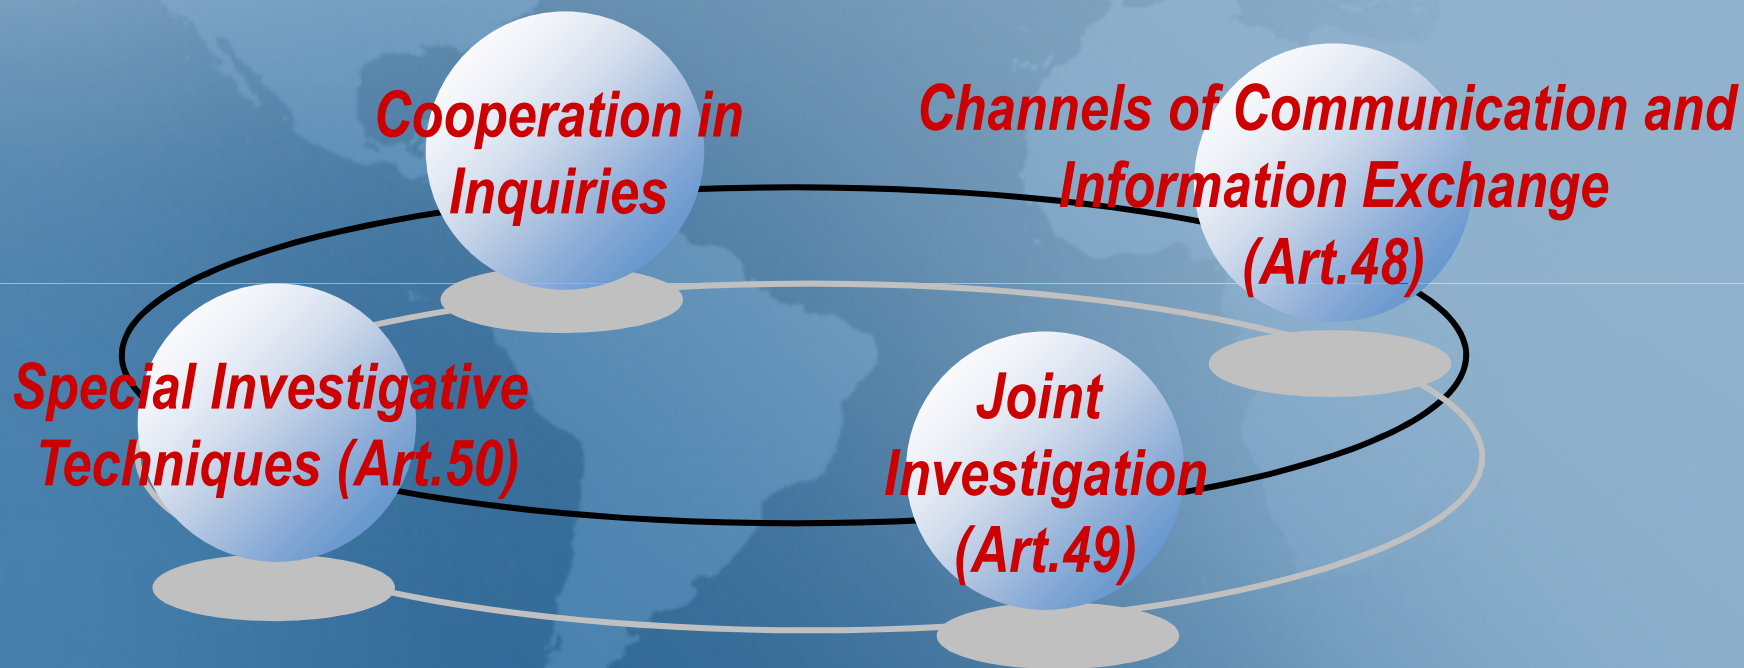 Cooperation in
Inquiries
Channels of Communication and
Information Exchange
(Art.48)
Special Investigative
Techniques (Art.50)
Joint
Investigation
(Art.49)